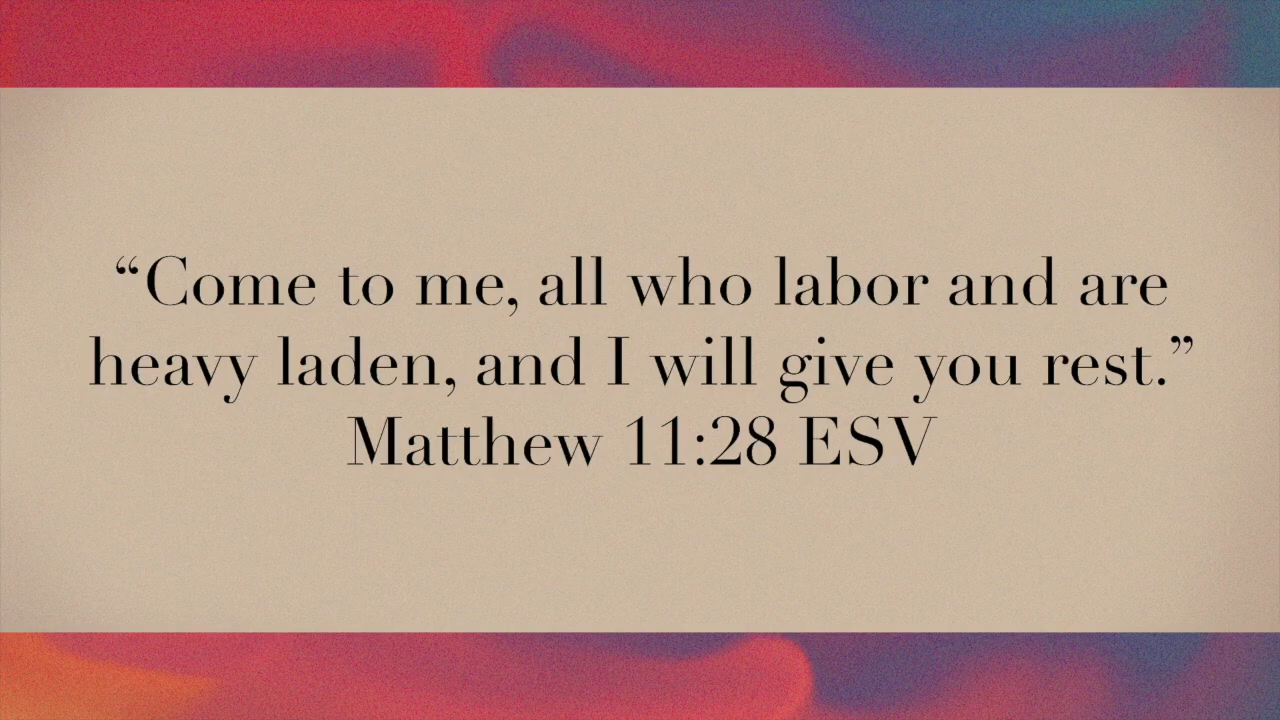 “Come to me, all who labor and are
heavy laden, and I will give you rest.”
Matthew 11:28 ESV